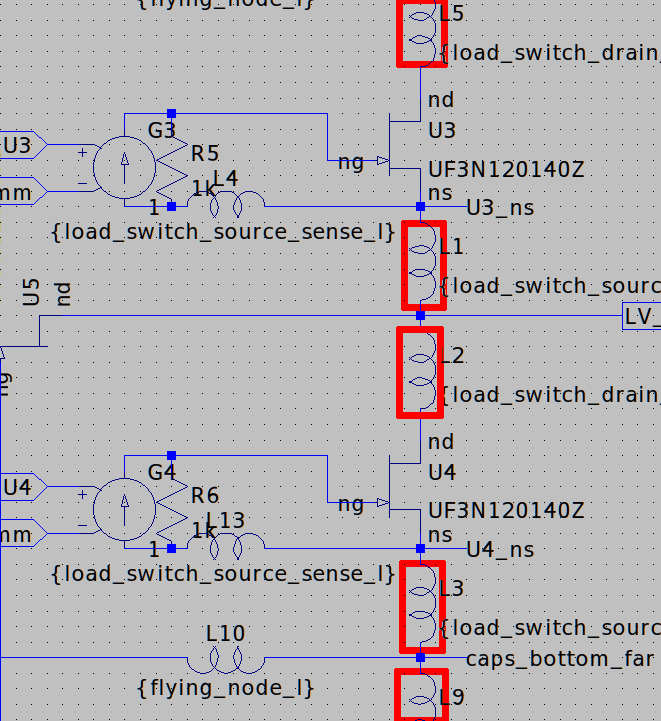 {flying_node_l}
L5
{load_switch_drain_
nd
G3
U3
U3
+
R5
ng
UF3N120140Z
mm
−
1k
L4
ns
1
U3_ns
{load_switch_source_sense_l}
L1
U5
nd
{load_switch_sourc
LV_
L2
ng
{load_switch_drain_
nd
G4
U4
U4
+
R6
ng
UF3N120140Z
mm
−
1k
L13
ns
1
U4_ns
{load_switch_source_sense_l}
L3
{load_switch_sourc
L10
caps_bottom_far
{flying_node_l}
L9